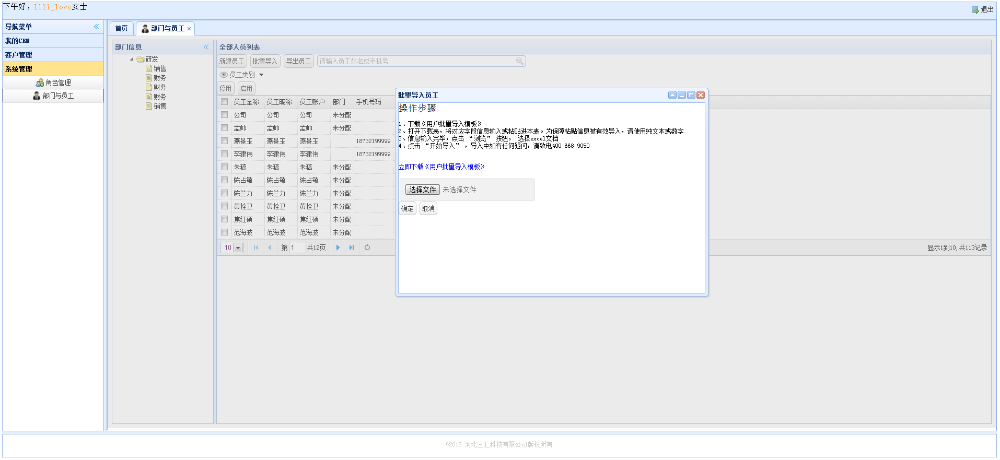 下午好，lili_love女士
退出
导航菜单
我的CRM
客户管理
系统管理
角色管理
部门与员工
首页
部门与员工
部门信息
研发
销售
财务
财务
财务
销售
全部人员列表
新建员工 批量导入 导出员工 请输入员工姓名或手机号
员工类别
停用 启用
员工全称 员工昵称 员工账户 部门 手机号码
公司 公司 公司 未分配
孟帅 孟帅 孟帅 未分配
燕景玉 燕景玉 燕景玉 18732199999
李建伟 李建伟 李建伟 18732199999
朱稿 朱稿 朱稿 未分配
陈占敏 陈占敏 陈占敏 未分配
陈兰力 陈兰力 陈兰力 未分配
黄拴卫 黄拴卫 黄拴卫 未分配
焦红硕 焦红硕 焦红硕 未分配
范海波 范海波 范海波 未分配
10 第 1 共12页
显示1到10, 共113记录
批量导入员工
操作步骤
1、下载《用户批量导入模板》
2、打开下载表，将对应字段信息输入或粘贴进本表。为保障粘贴信息被有效导入，请使用纯文本或数字
3、信息输入完毕，点击 “浏览” 按钮， 选择excel文档
4、点击 “开始导入” ，导入中如有任何疑问，请致电400 668 9050
立即下载《用户批量导入模板》
选择文件 未选择文件
确定 取消
©2015 河北三汇科技有限公司版权所有